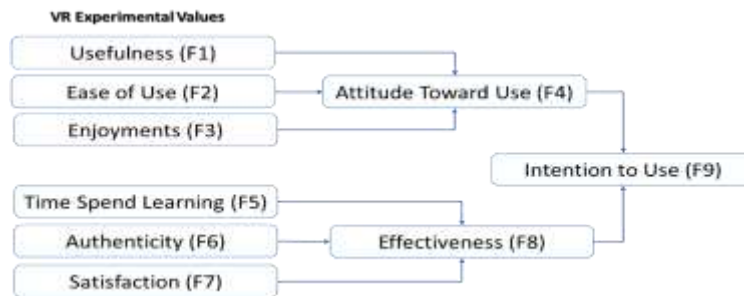 VR Experimental Values
Usefulness (F1)
Ease of Use (F2)
Attitude Toward Use (F4)
Enjoyments (F3)
Intention to Use (F9)
Time Spend Learning (F5)
Authenticity (F6)
Effectiveness (F8)
Satisfaction (F7)